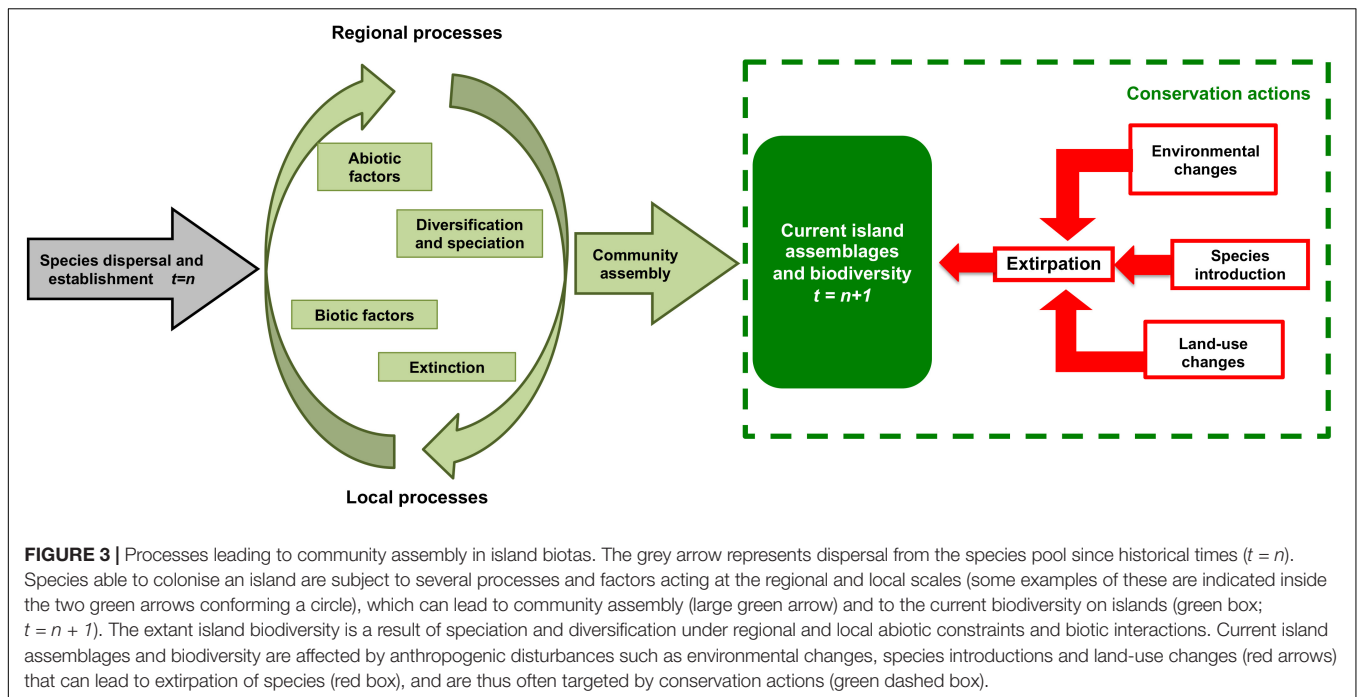 Regional processes
Conservation actions
Abiotic
factors
Environmental
changes
Diversification
and speciation
Species dispersal and
establishment t=n
Community
assembly
Current island
assemblages
and biodiversity
t = n+1
Extirpation
Species
introduction
Biotic factors
Extinction
Land-use
changes
Local processes
FIGURE 3 | Processes leading to community assembly in island biotas. The grey arrow represents dispersal from the species pool since historical times (t = n).
Species able to colonise an island are subject to several processes and factors acting at the regional and local scales (some examples of these are indicated inside
the two green arrows conforming a circle), which can lead to community assembly (large green arrow) and to the current biodiversity on islands (green box;
t = n + 1). The extant island biodiversity is a result of speciation and diversification under regional and local abiotic constraints and biotic interactions. Current island
assemblages and biodiversity are affected by anthropogenic disturbances such as environmental changes, species introductions and land-use changes (red arrows)
that can lead to extirpation of species (red box), and are thus often targeted by conservation actions (green dashed box).